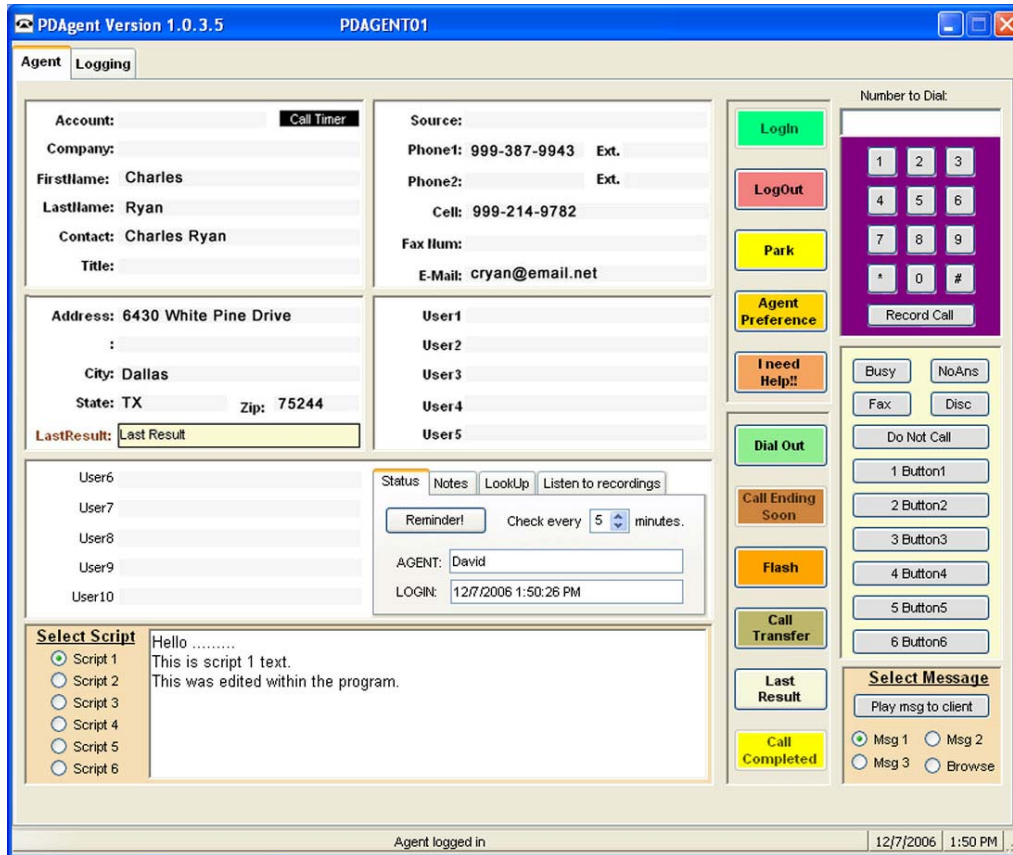 PDAgent Version 1.0.3.5 PDAGENT01
Agent Logging
Account: Call Timer
Company:
FirstName: Charles
LastName: Ryan
Contact: Charles Ryan
Title:
Source:
Phone1: 999-387-9943 Ext.
Phone2: Ext.
Cell: 999-214-9782
Fax Num:
E-Mail: cryan@email.net
Address: 6430 White Pine Drive
:
City: Dallas
State: TX Zip: 75244
LastResult: Last Result
User1
User2
User3
User4
User5
User6
User7
User8
User9
User10
Status Notes LookUp Listen to recordings
Reminder! Check every 5 minutes.
AGENT: David
LOGIN: 12/7/2006 1:50:26 PM
Select Script
Script 1
Script 2
Script 3
Script 4
Script 5
Script 6
Hello .........
This is script 1 text.
This was edited within the program.
LogIn
LogOut
Park
Agent
Preference
I need
Help!!
Dial Out
Call Ending
Soon
Flash
Call
Transfer
Last
Result
Call
Completed
Number to Dial:
1 2 3
4 5 6
7 8 9
* 0 #
Record Call
Busy NoAns
Fax Disc
Do Not Call
1 Button1
2 Button2
3 Button3
4 Button4
5 Button5
6 Button6
Select Message
Play msg to client
Msg 1 Msg 2
Msg 3 Browse
Agent logged in 12/7/2006 1:50 PM